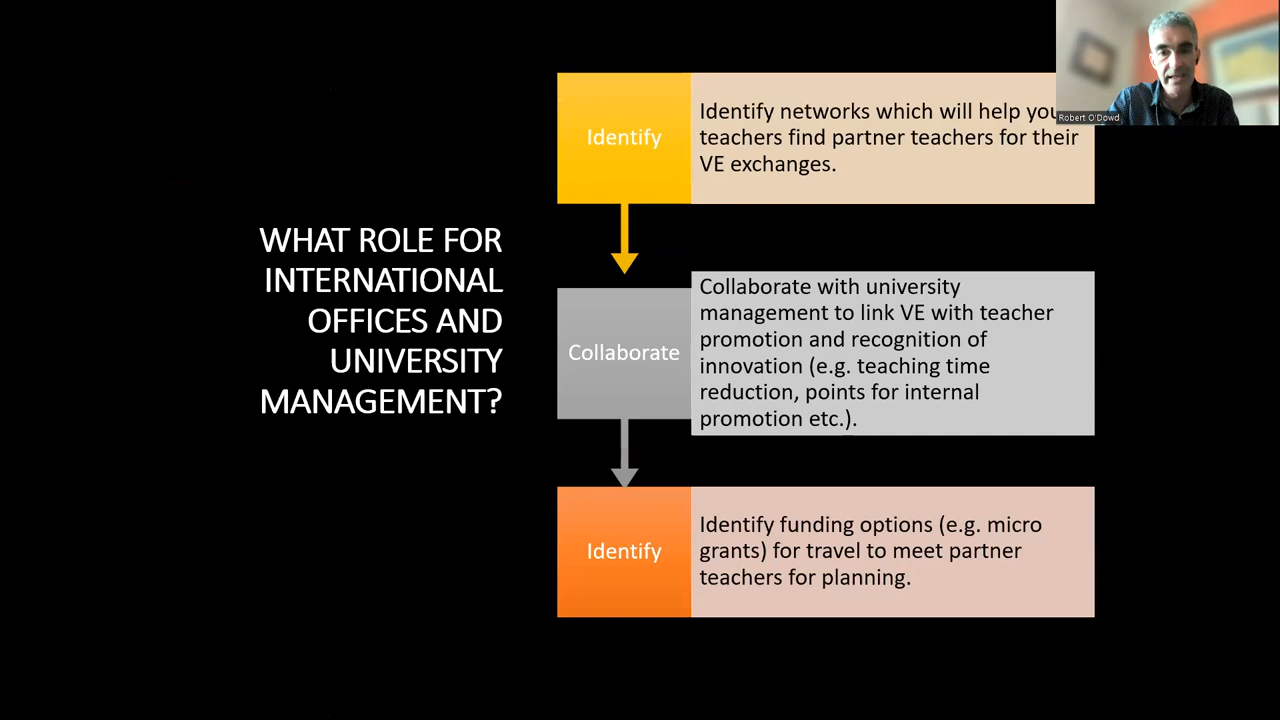 WHAT ROLE FOR
INTERNATIONAL
OFFICES AND
UNIVERSITY
MANAGEMENT?
Identify
Identify networks which will help you
teachers find partner teachers for their
VE exchanges.
Collaborate
Collaborate with university
management to link VE with teacher
promotion and recognition of
innovation (e.g. teaching time
reduction, points for internal
promotion etc.).
Identify
Identify funding options (e.g. micro
grants) for travel to meet partner
teachers for planning.
Robert O'Dowd